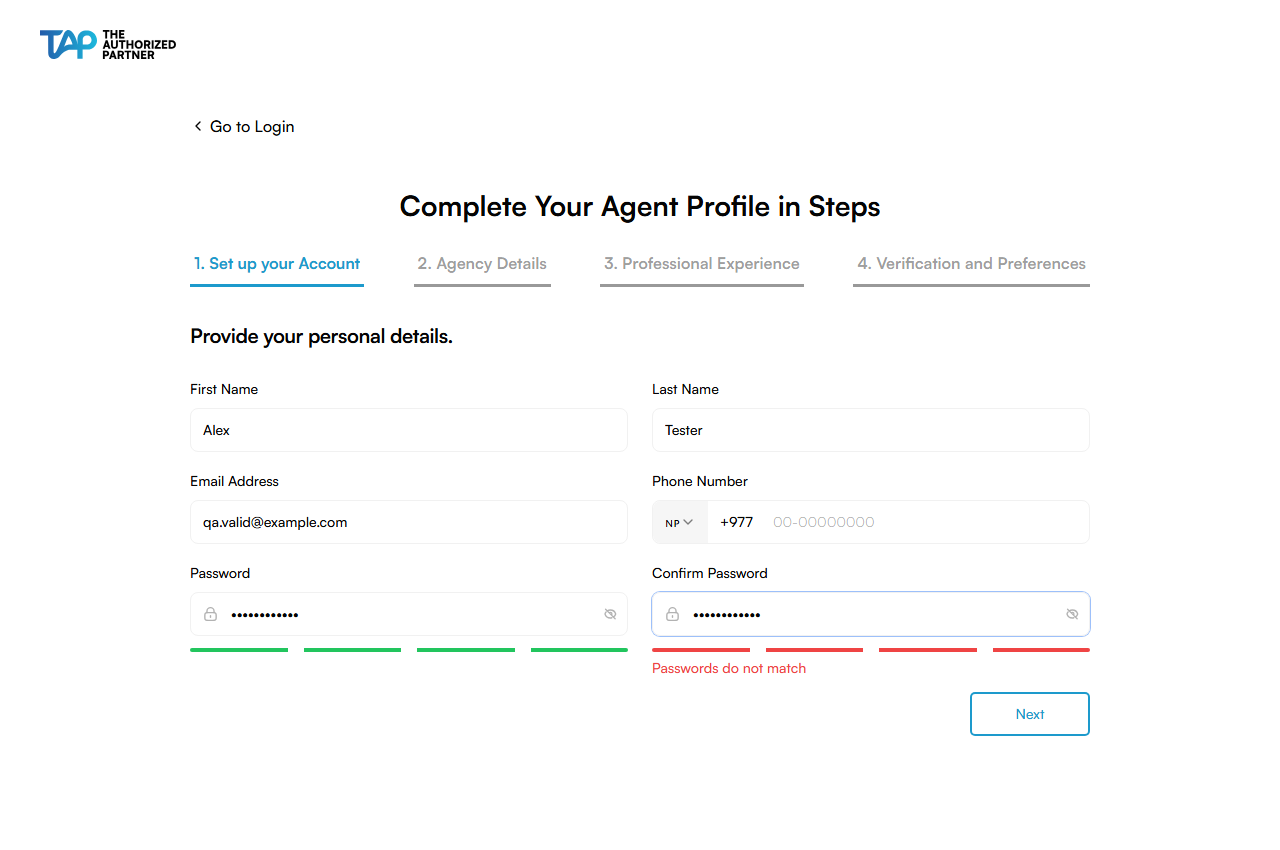 TAP THE
AUTHORIZED
PARTNER
Go to Login
Complete Your Agent Profile in Steps
1. Set up your Account 2. Agency Details 3. Professional Experience 4. Verification and Preferences
Provide your personal details.
First Name Last Name
Alex Tester
Email Address Phone Number
qa.valid@example.com NP +977 00-00000000
Password Confirm Password
•••••••••••• ••••••••••••
Passwords do not match
Next